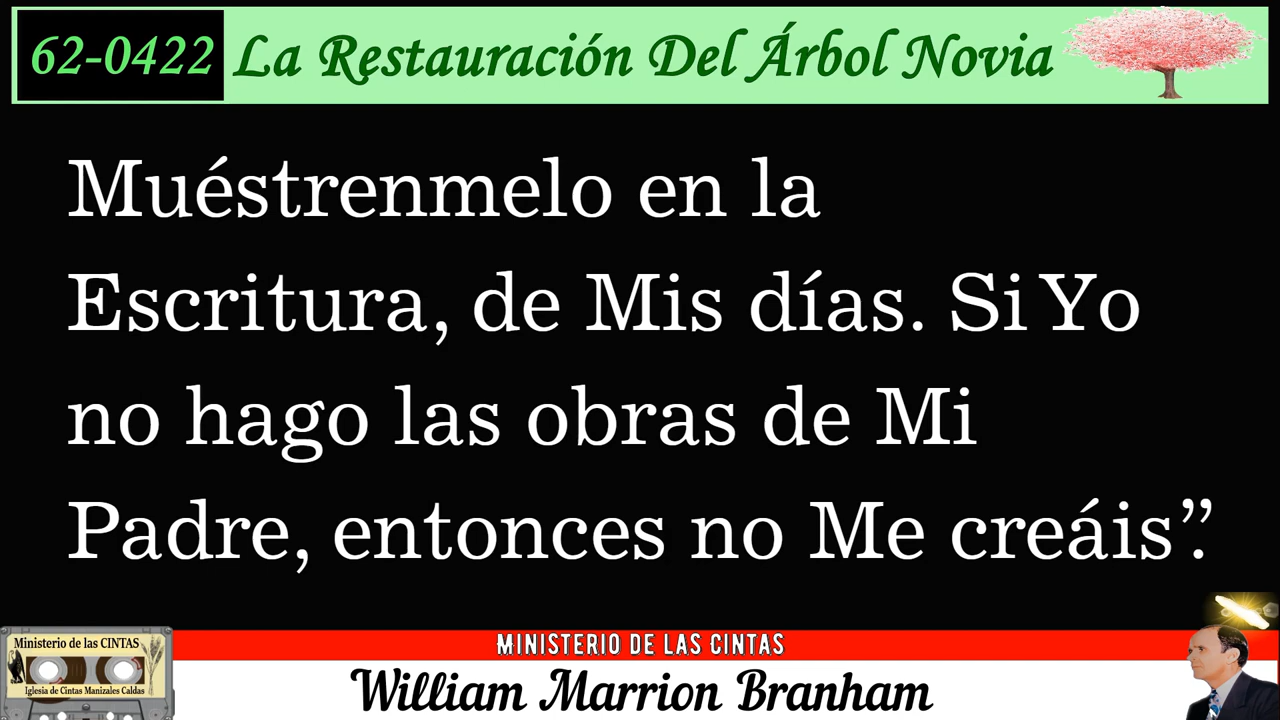 62-0422 La Restauración Del Árbol Novia
Muéstrenmelo en la
Escritura, de Mis días. Si Yo
no hago las obras de Mi
Padre, entonces no Me creáis”.
Ministerio de las CINTAS
Iglesia de Cintas Manizales Caldas
MINISTERIO DE LAS CINTAS
William Marrion Branham